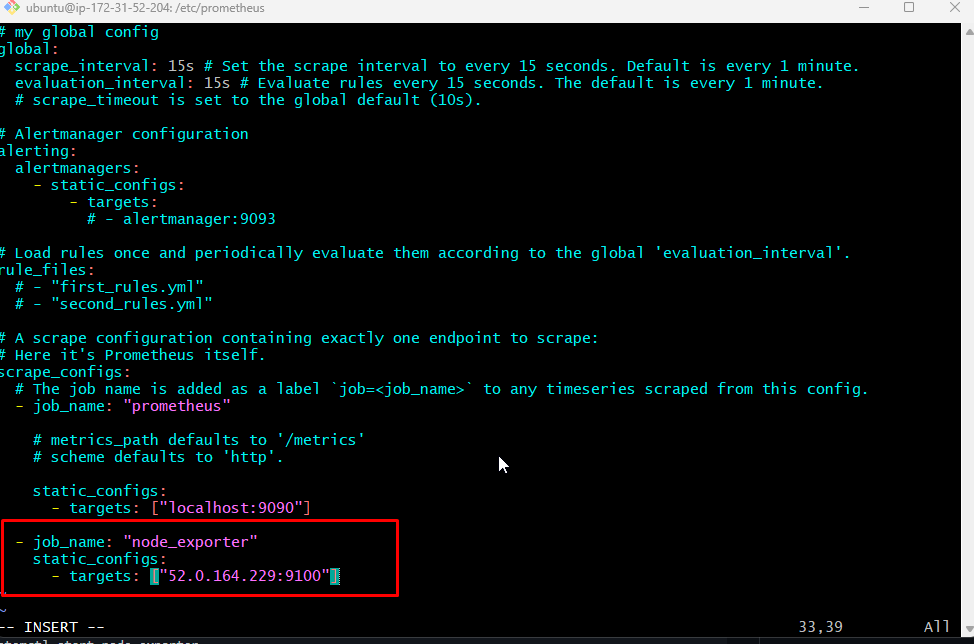 ubuntu@ip-172-31-52-204: /etc/prometheus
# my global config
global:
  scrape_interval: 15s # Set the scrape interval to every 15 seconds. Default is every 1 minute.
  evaluation_interval: 15s # Evaluate rules every 15 seconds. The default is every 1 minute.
  # scrape_timeout is set to the global default (10s).
# Alertmanager configuration
alerting:
  alertmanagers:
    - static_configs:
        - targets:
          # - alertmanager:9093
# Load rules once and periodically evaluate them according to the global 'evaluation_interval'.
rule_files:
  # - "first_rules.yml"
  # - "second_rules.yml"
# A scrape configuration containing exactly one endpoint to scrape:
# Here it's Prometheus itself.
scrape_configs:
  # The job name is added as a label `job=<job_name>` to any timeseries scraped from this config.
  - job_name: "prometheus"
    # metrics_path defaults to '/metrics'
    # scheme defaults to 'http'.
    static_configs:
      - targets: ["localhost:9090"]
  - job_name: "node_exporter"
    static_configs:
      - targets: ["52.0.164.229:9100"]
~
~
-- INSERT -- 33,39 All